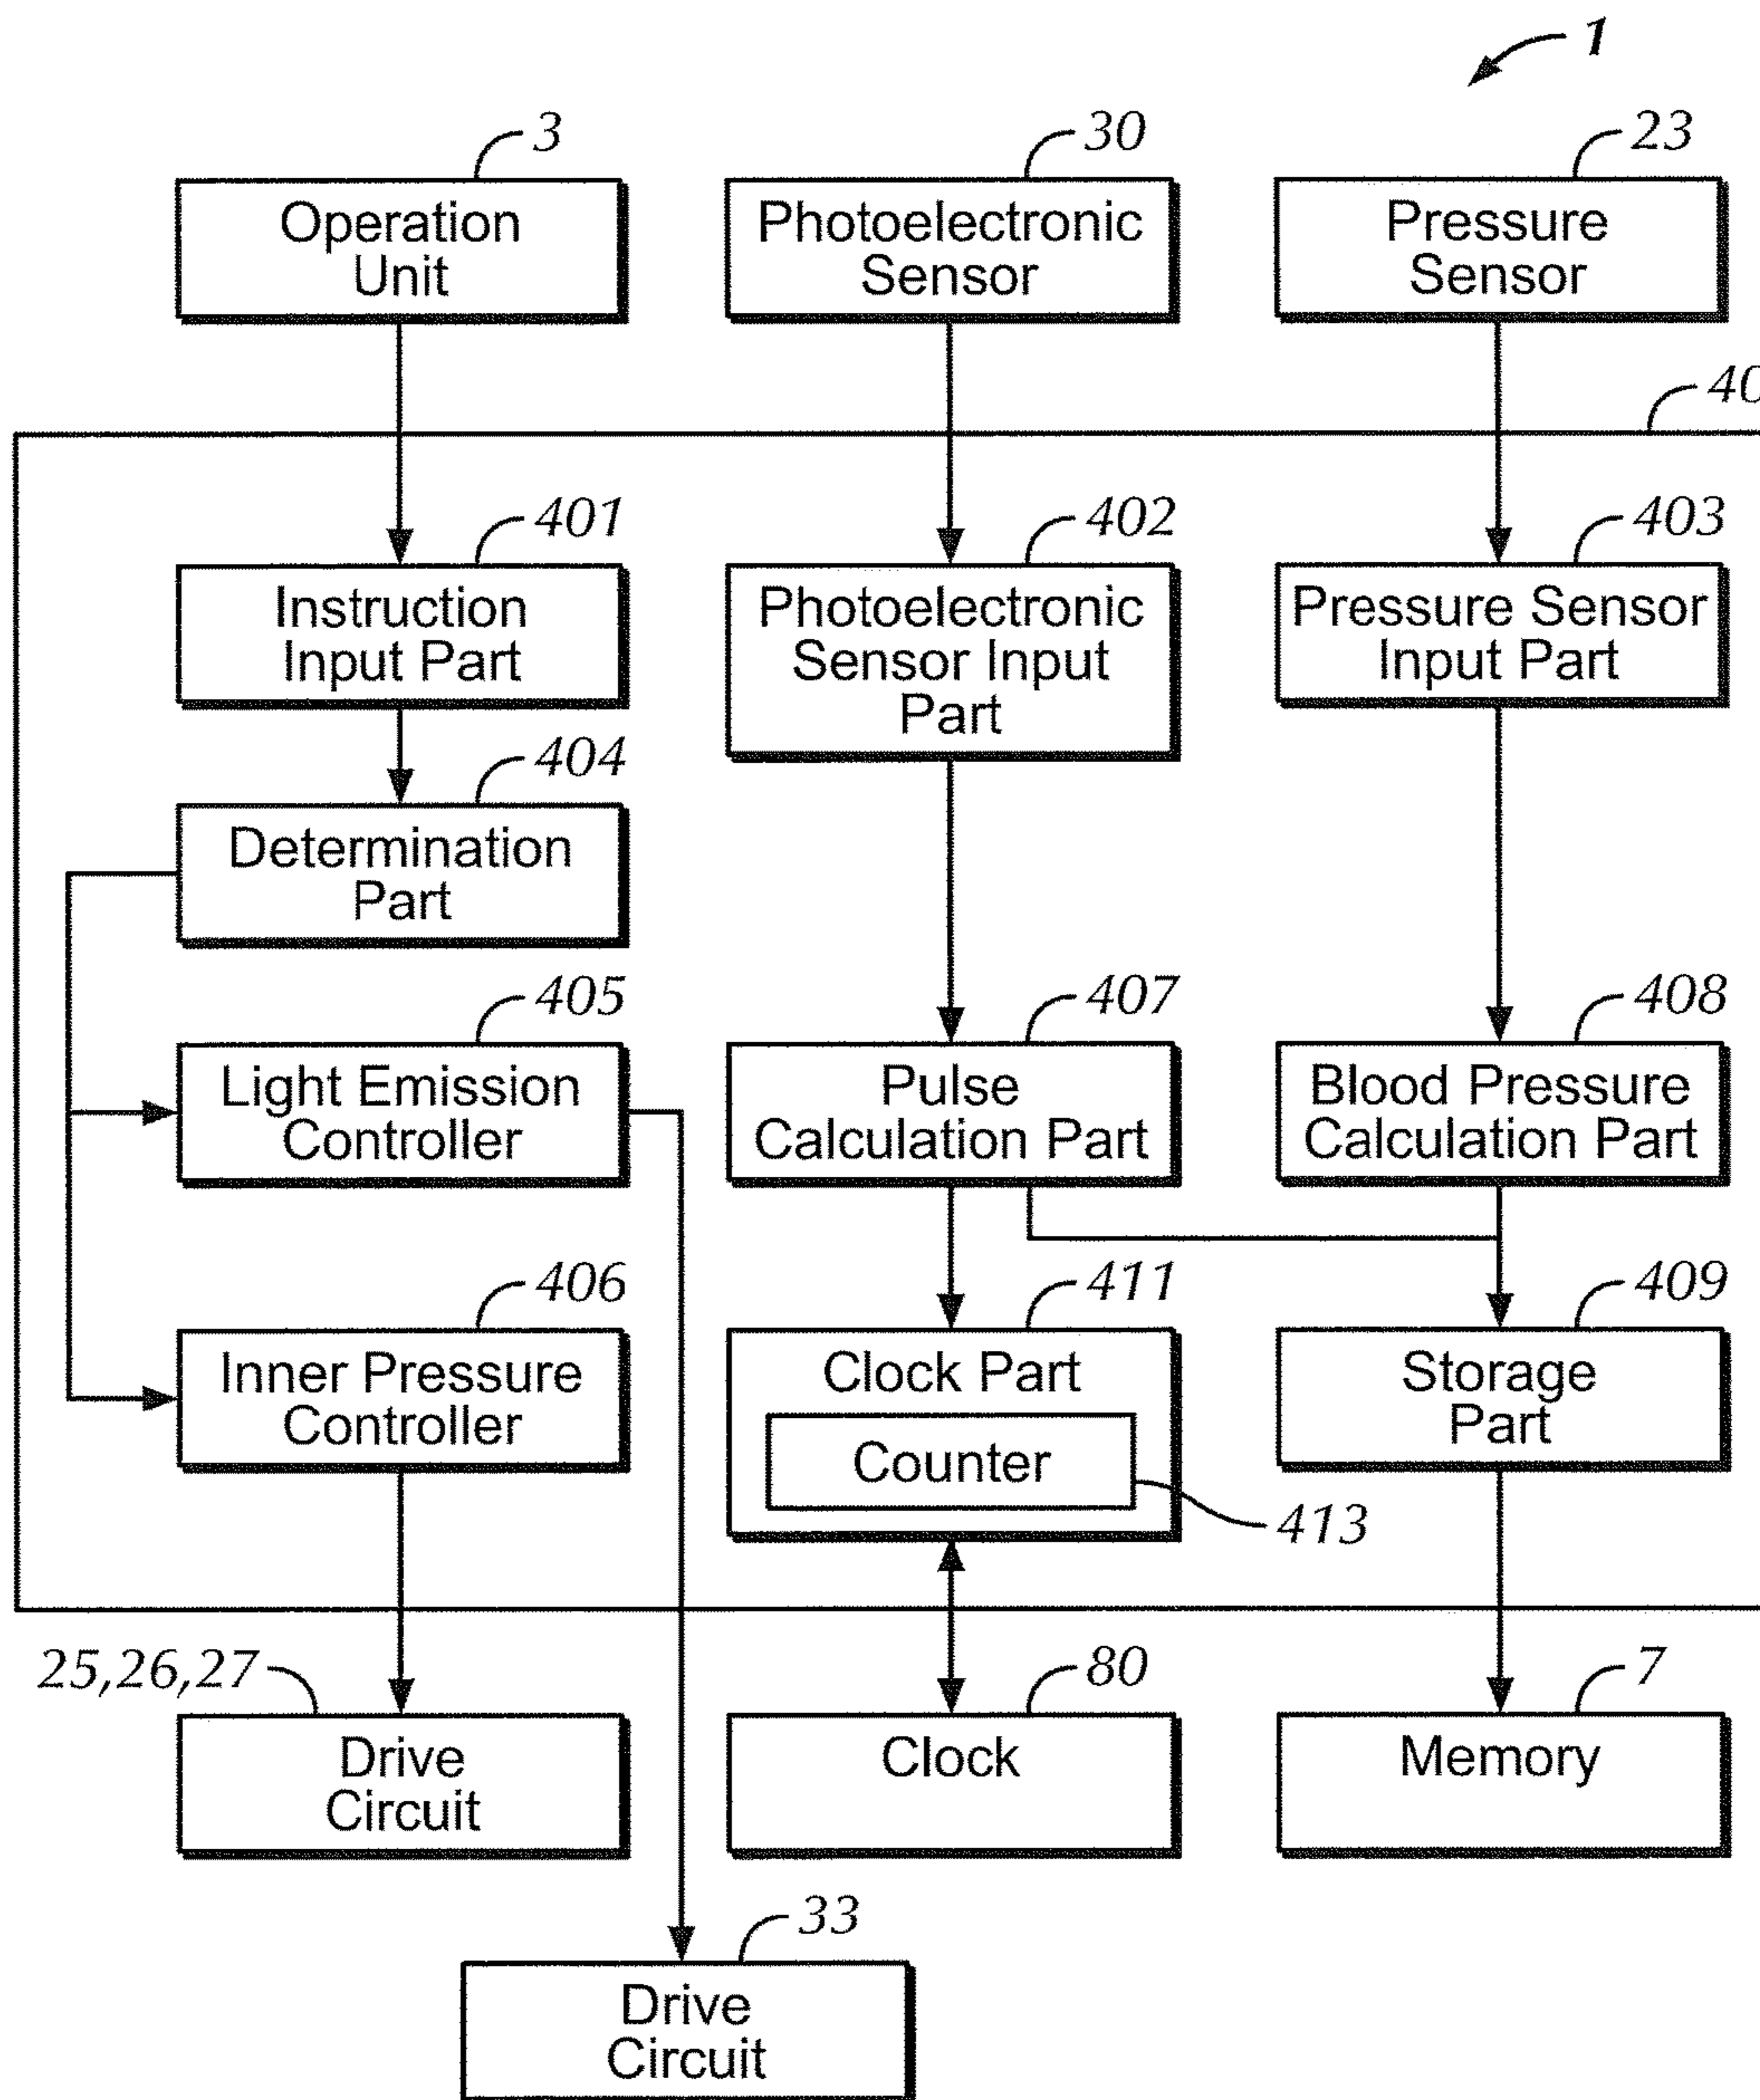 1
3
30
23
Operation
Unit
Photoelectronic
Sensor
Pressure
Sensor
40
401
402
403
Instruction
Input Part
Photoelectronic
Sensor Input
Part
Pressure Sensor
Input Part
404
Determination
Part
405
407
408
Light Emission
Controller
Pulse
Calculation Part
Blood Pressure
Calculation Part
406
411
409
Inner Pressure
Controller
Clock Part
Counter
413
Storage
Part
25,26,27
80
7
Drive
Circuit
Clock
Memory
33
Drive
Circuit